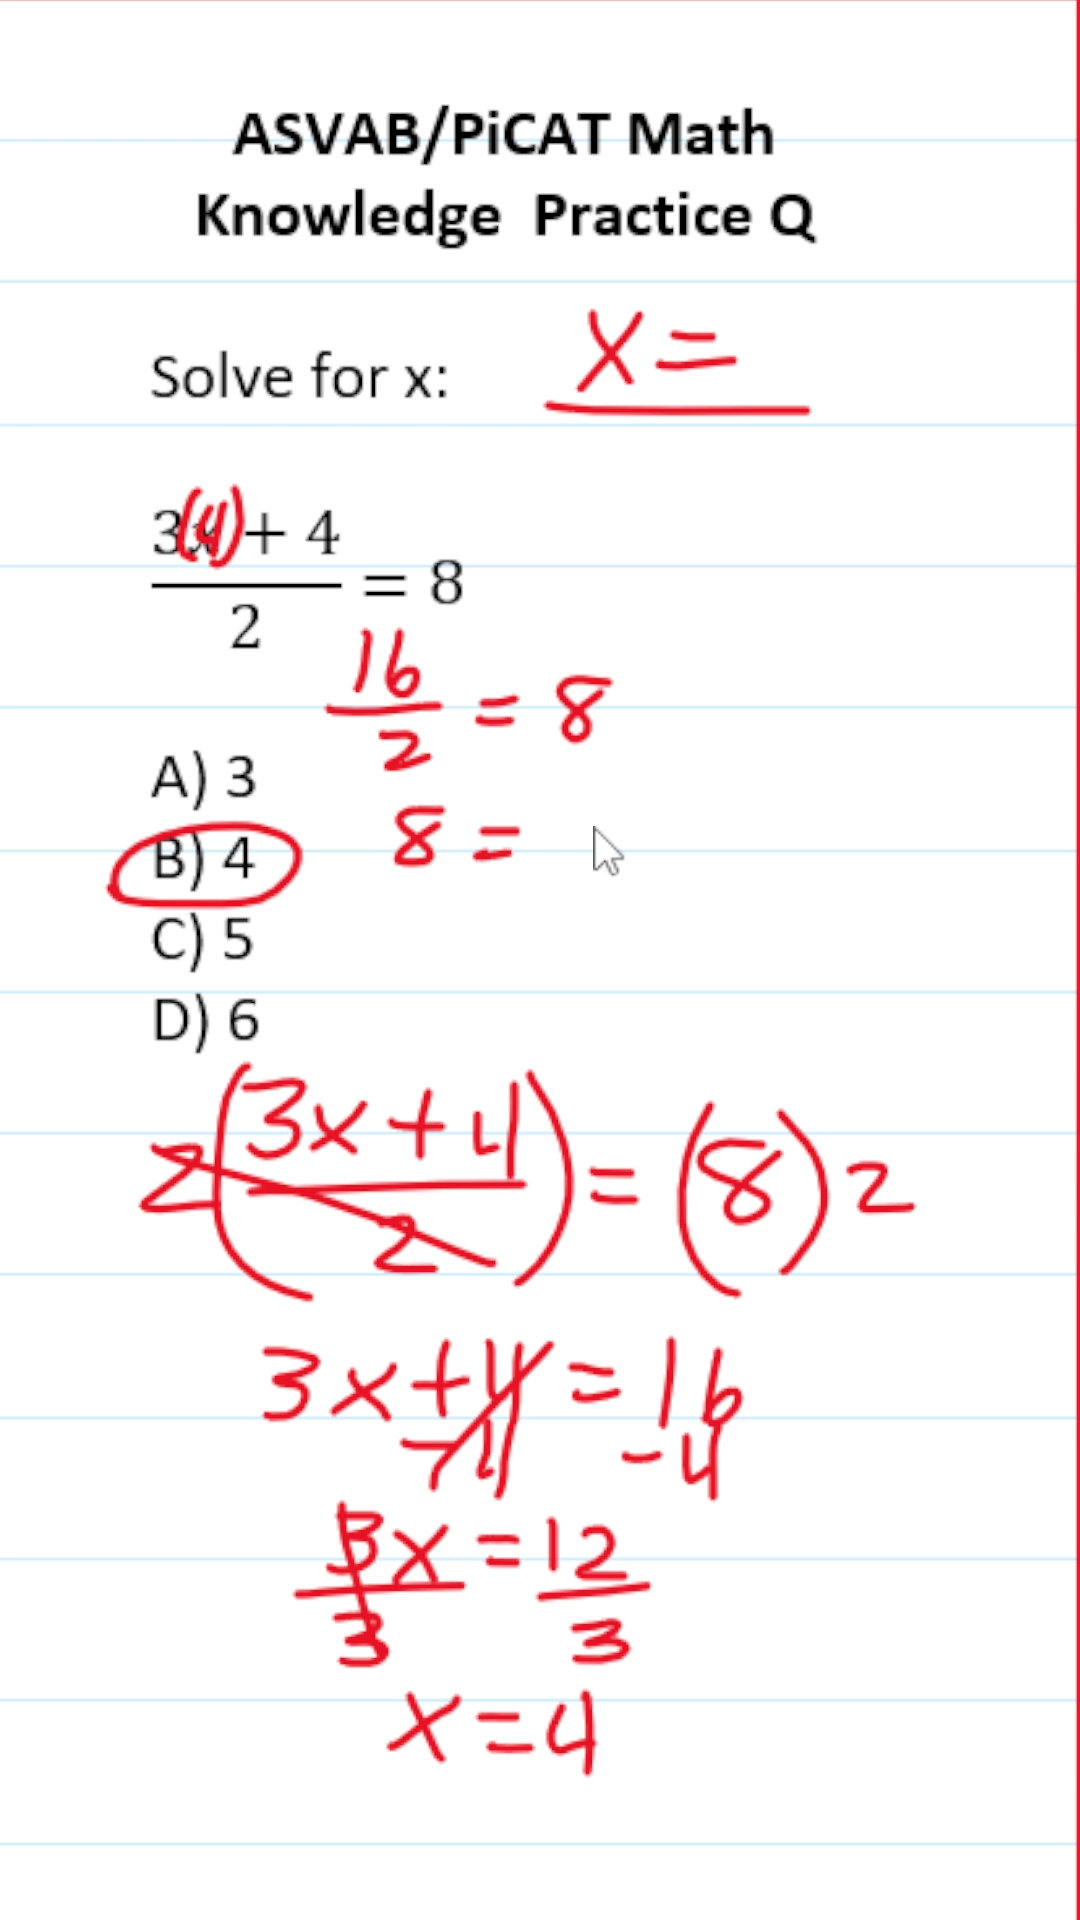 ASVAB/PiCAT Math
Knowledge Practice Q
Solve for x: x=
3(4)+ 4
2
= 8
16
2
= 8
A) 3
B) 4
8 =
C) 5
D) 6
2(3x+4
2
) = (8)2
3x+4=16
-4 -4
3x=12
3 3
x=4